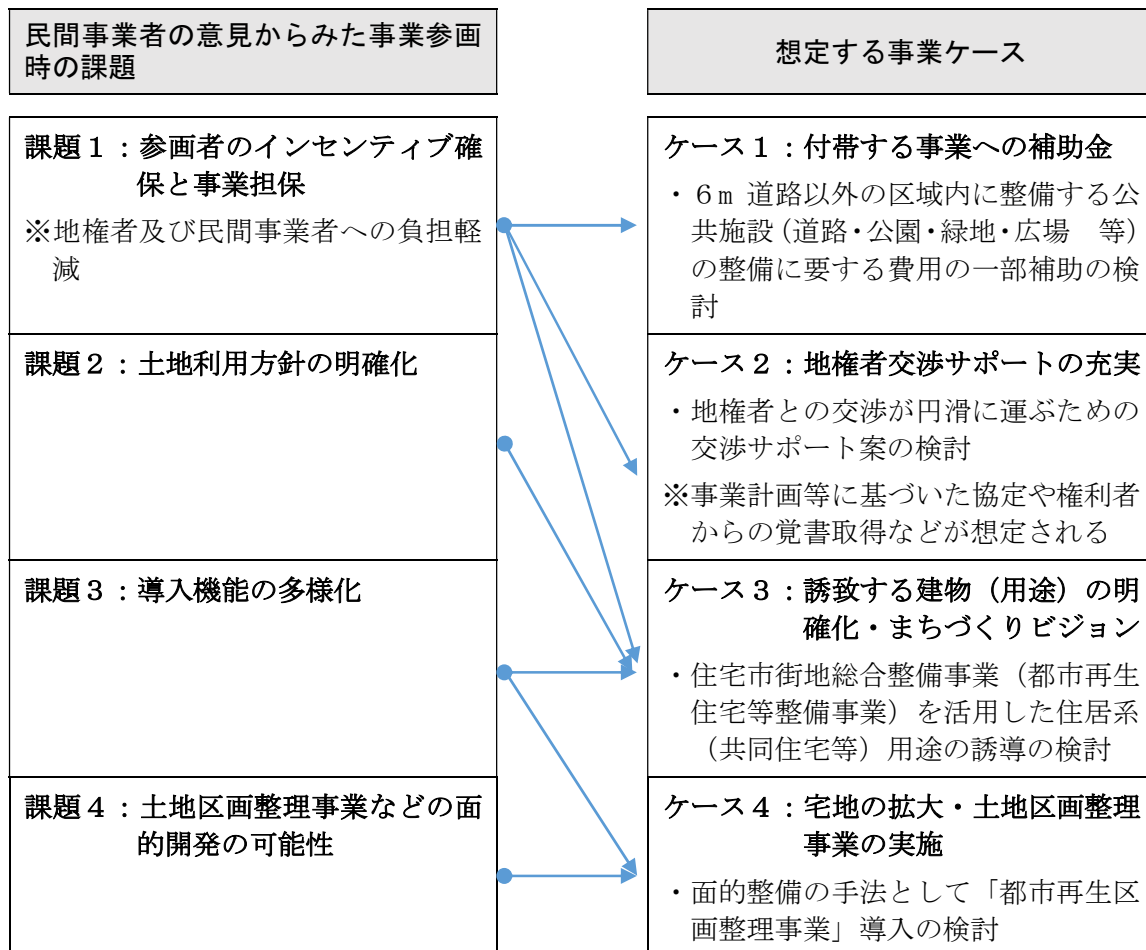 民間事業者の意見からみた事業参画
時の課題
想定する事業ケース
課題１：参画者のインセンティブ確
保と事業担保
※地権者及び民間事業者への負担軽
減
ケース１：付帯する事業への補助金
・６m 道路以外の区域内に整備する公
共施設（道路・公園・緑地・広場　等）
の整備に要する費用の一部補助の検
討
課題２：土地利用方針の明確化
ケース２：地権者交渉サポートの充実
・地権者との交渉が円滑に運ぶための
交渉サポート案の検討
※事業計画等に基づいた協定や権利者
からの覚書取得などが想定される
課題３：導入機能の多様化
ケース３：誘致する建物（用途）の明
確化・まちづくりビジョン
・住宅市街地総合整備事業（都市再生
住宅等整備事業）を活用した住居系
（共同住宅等）用途の誘導の検討
課題４：土地区画整理事業などの面
的開発の可能性
ケース４：宅地の拡大・土地区画整理
事業の実施
・面的整備の手法として「都市再生区
画整理事業」導入の検討